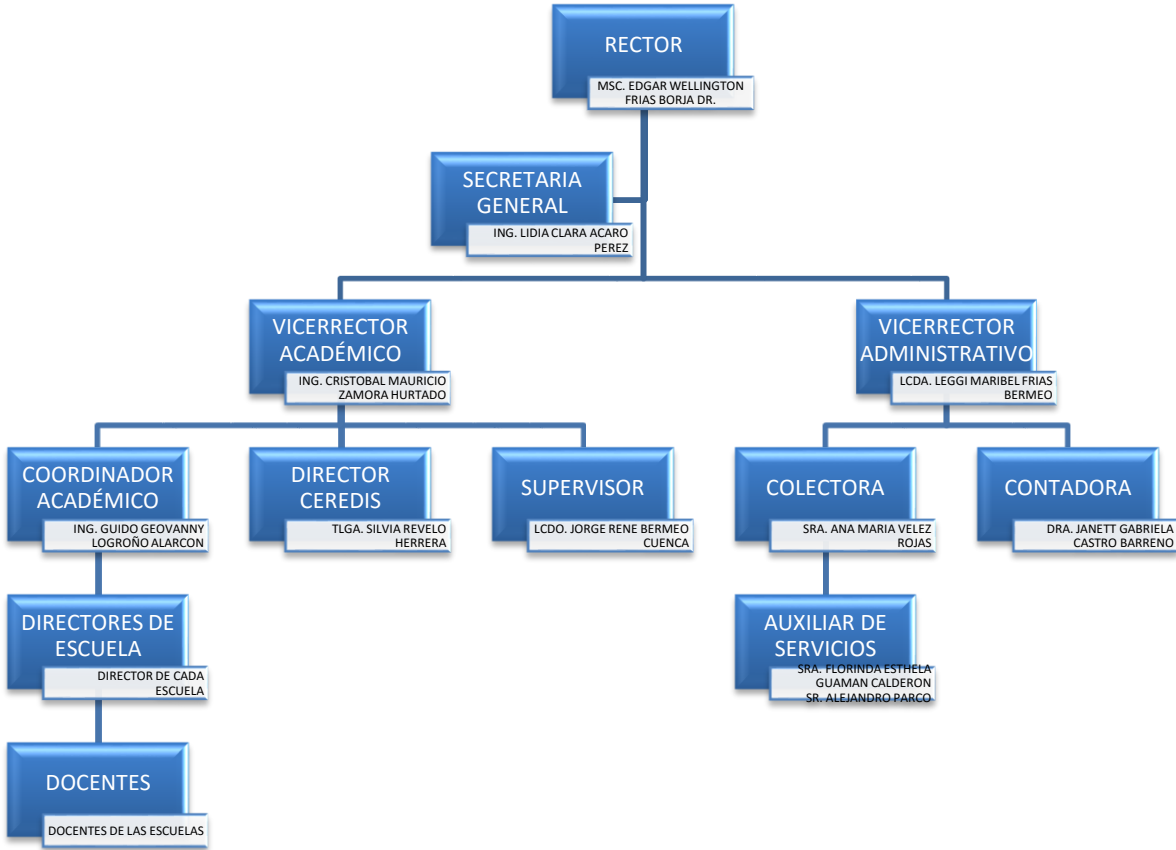 RECTOR
MSC. EDGAR WELLINGTON
FRIAS BORJA DR.
SECRETARIA
GENERAL
ING. LIDIA CLARA ACARO
PEREZ
VICERRECTOR
ACADÉMICO
ING. CRISTOBAL MAURICIO
ZAMORA HURTADO
VICERRECTOR
ADMINISTRATIVO
LCDA. LEGGI MARIBEL FRIAS
BERMEO
COORDINADOR
ACADÉMICO
ING. GUIDO GEOVANNY
LOGROÑO ALARCON
DIRECTOR
CEREDIS
TLGA. SILVIA REVELO
HERRERA
SUPERVISOR
LCDO. JORGE RENE BERMEO
CUENCA
COLECTORA
SRA. ANA MARIA VELEZ
ROJAS
CONTADORA
DRA. JANETT GABRIELA
CASTRO BARRENO
DIRECTORES DE
ESCUELA
DIRECTOR DE CADA
ESCUELA
AUXILIAR DE
SERVICIOS
SRA. FLORINDA ESTHELA
GUAMAN CALDERON
SR. ALEJANDRO PARCO
DOCENTES
DOCENTES DE LAS ESCUELAS